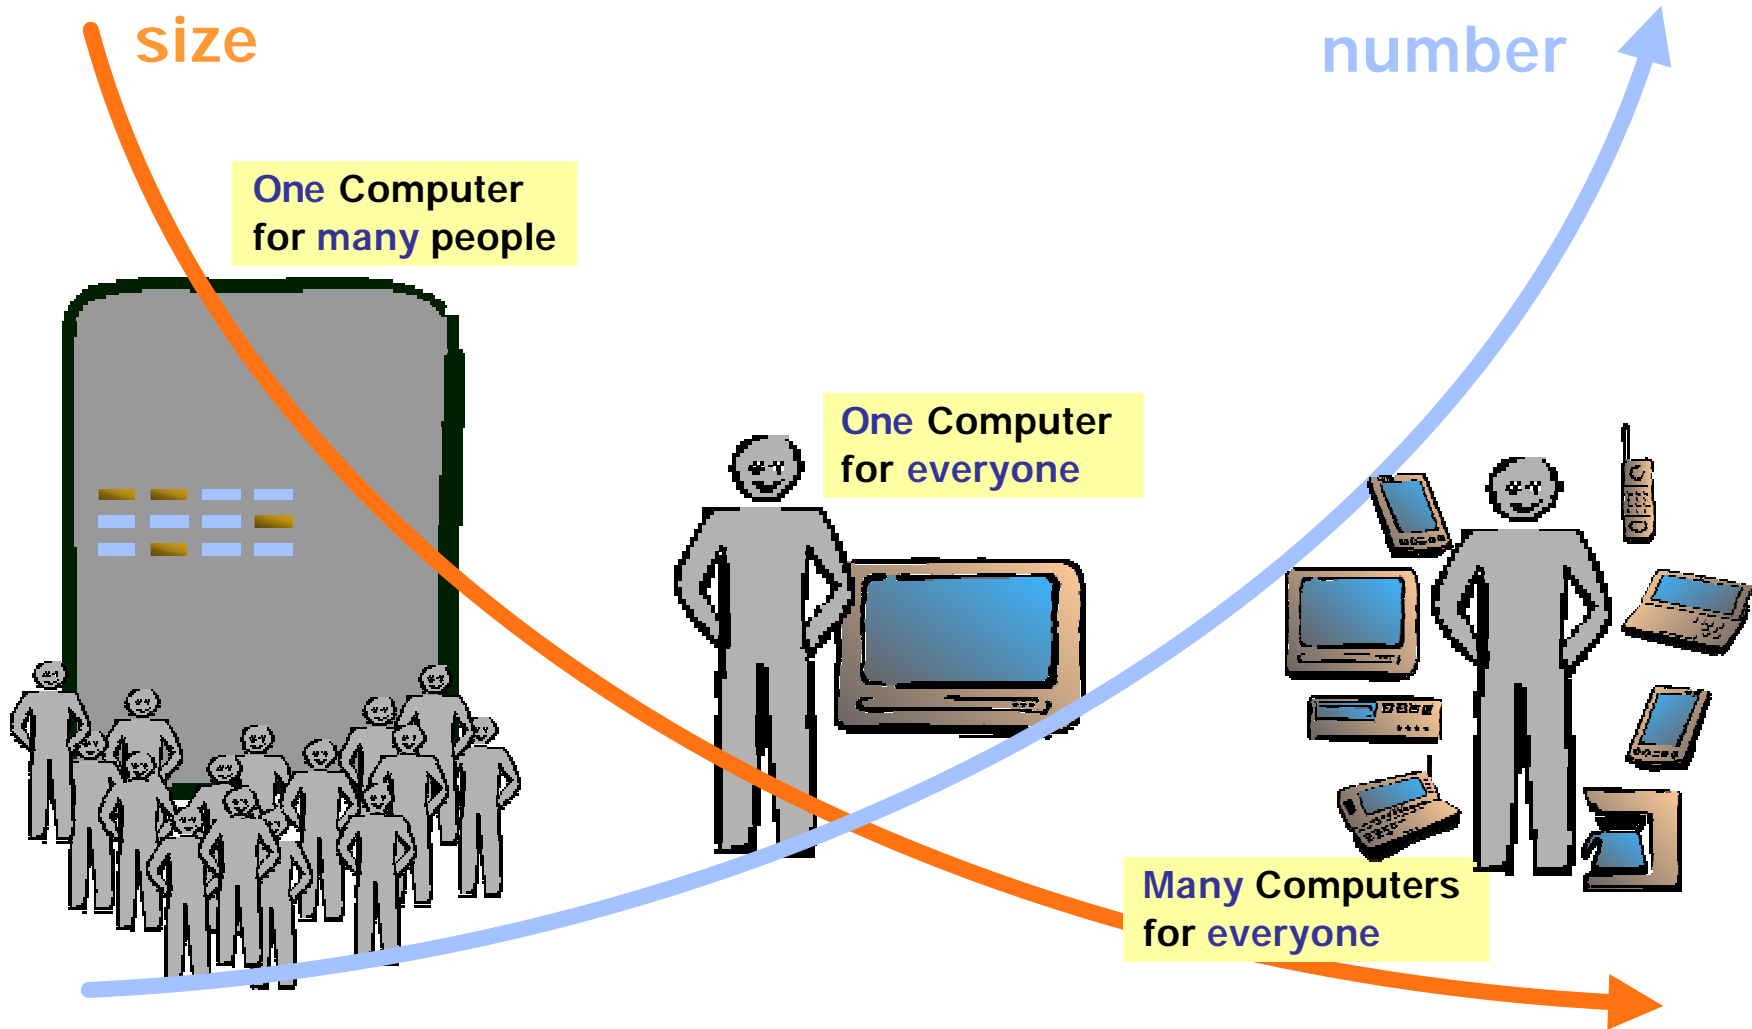 size
number
One Computer
for many people
One Computer
for everyone
Many Computers
for everyone